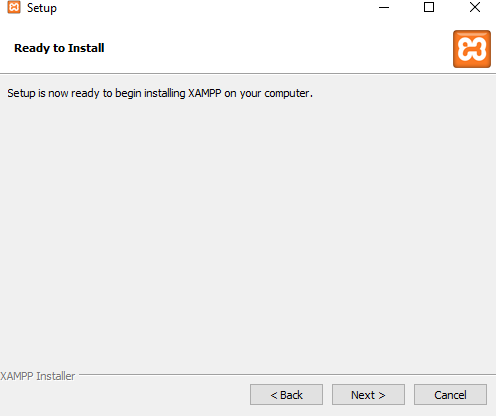 Setup
Ready to Install
Setup is now ready to begin installing XAMPP on your computer.
XAMPP Installer
< Back
Next >
Cancel